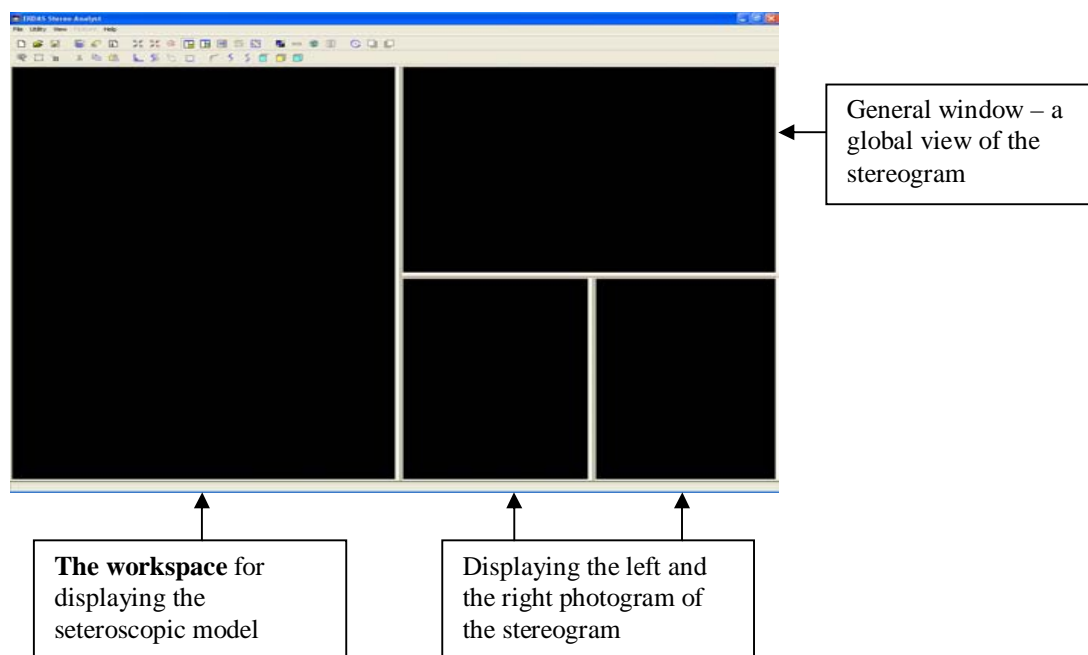 ERDAS Stereo Analyst
File Utility View Feature Help
General window – a
global view of the
stereogram
The workspace for
displaying the
seteroscopic model
Displaying the left and
the right photogram of
the stereogram